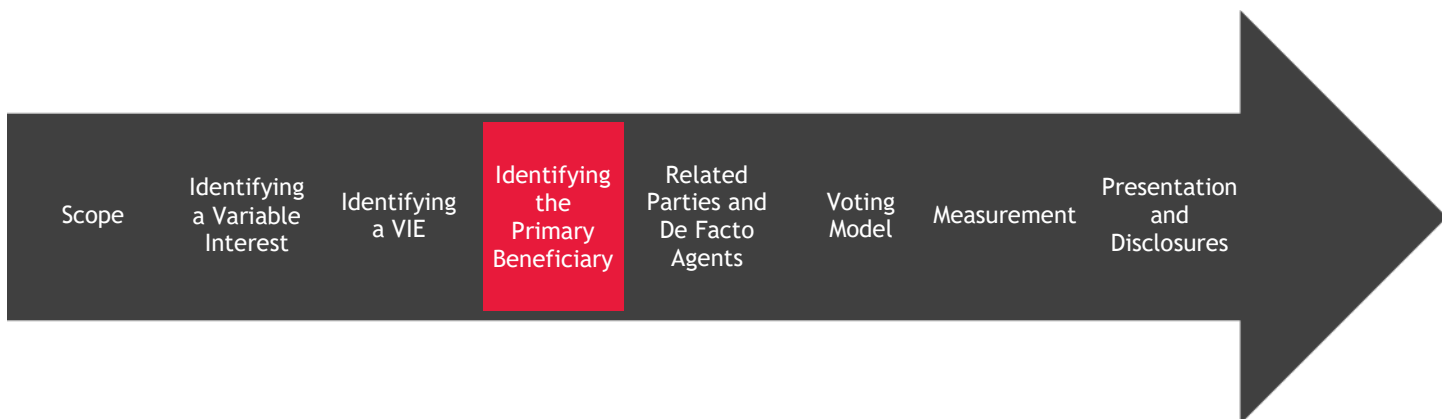 Scope
Identifying
a Variable
Interest
Identifying
a VIE
Identifying
the
Primary
Beneficiary
Related
Parties and
De Facto
Agents
Voting
Model
Measurement
Presentation
and
Disclosures